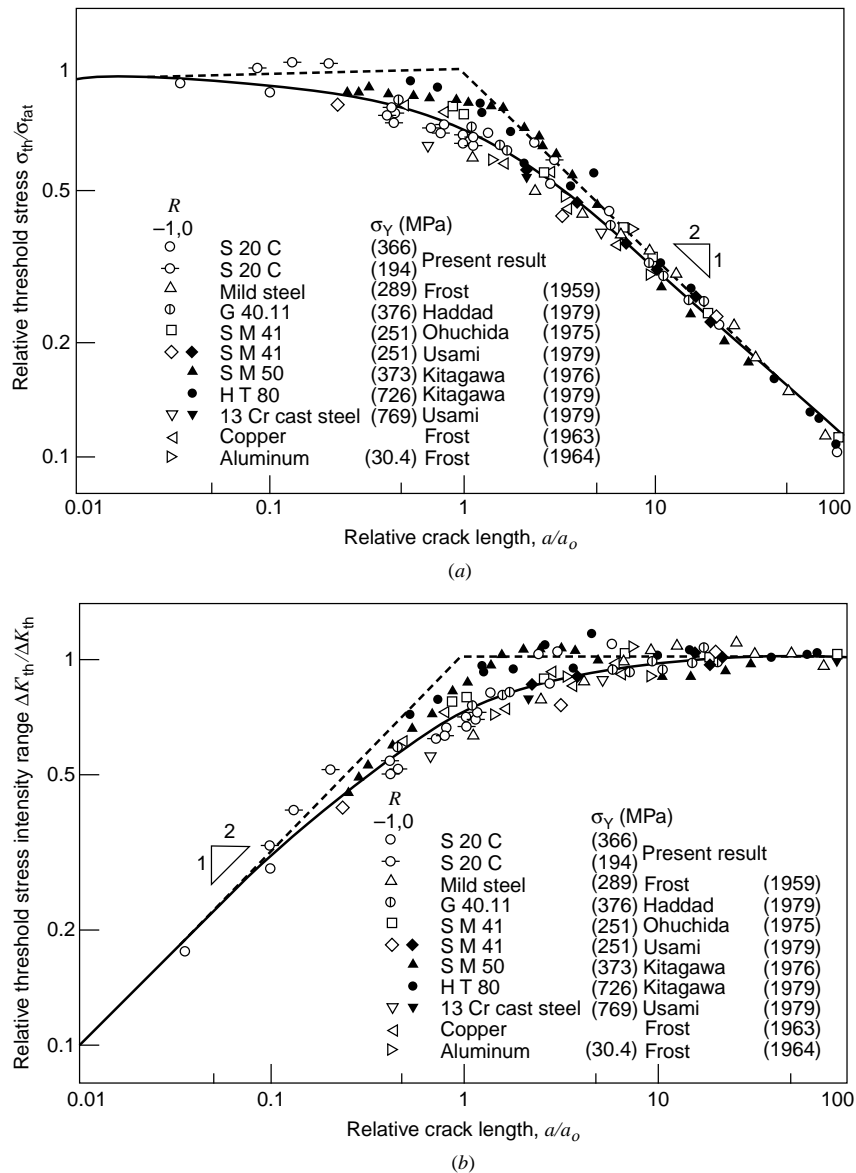 1
0.5
0.2
0.1
Relative threshold stress σth/σfat
2
1
R
−1,0
σY (MPa)
S 20 C (366)
S 20 C (194)
Present result
Mild steel (289) Frost (1959)
G 40.11 (376) Haddad (1979)
S M 41 (251) Ohuchida (1975)
S M 41 (251) Usami (1979)
S M 50 (373) Kitagawa (1976)
H T 80 (726) Kitagawa (1979)
13 Cr cast steel (769) Usami (1979)
Copper Frost (1963)
Aluminum (30.4) Frost (1964)
0.01 0.1 1 10 100
Relative crack length, a/ao
(a)
1
0.5
0.2
0.1
Relative threshold stress intensity range ΔK'th/ΔKth
2
1
R
−1,0
σY (MPa)
S 20 C (366)
S 20 C (194)
Present result
Mild steel (289) Frost (1959)
G 40.11 (376) Haddad (1979)
S M 41 (251) Ohuchida (1975)
S M 41 (251) Usami (1979)
S M 50 (373) Kitagawa (1976)
H T 80 (726) Kitagawa (1979)
13 Cr cast steel (769) Usami (1979)
Copper Frost (1963)
Aluminum (30.4) Frost (1964)
0.01 0.1 1 10 100
Relative crack length, a/ao
(b)